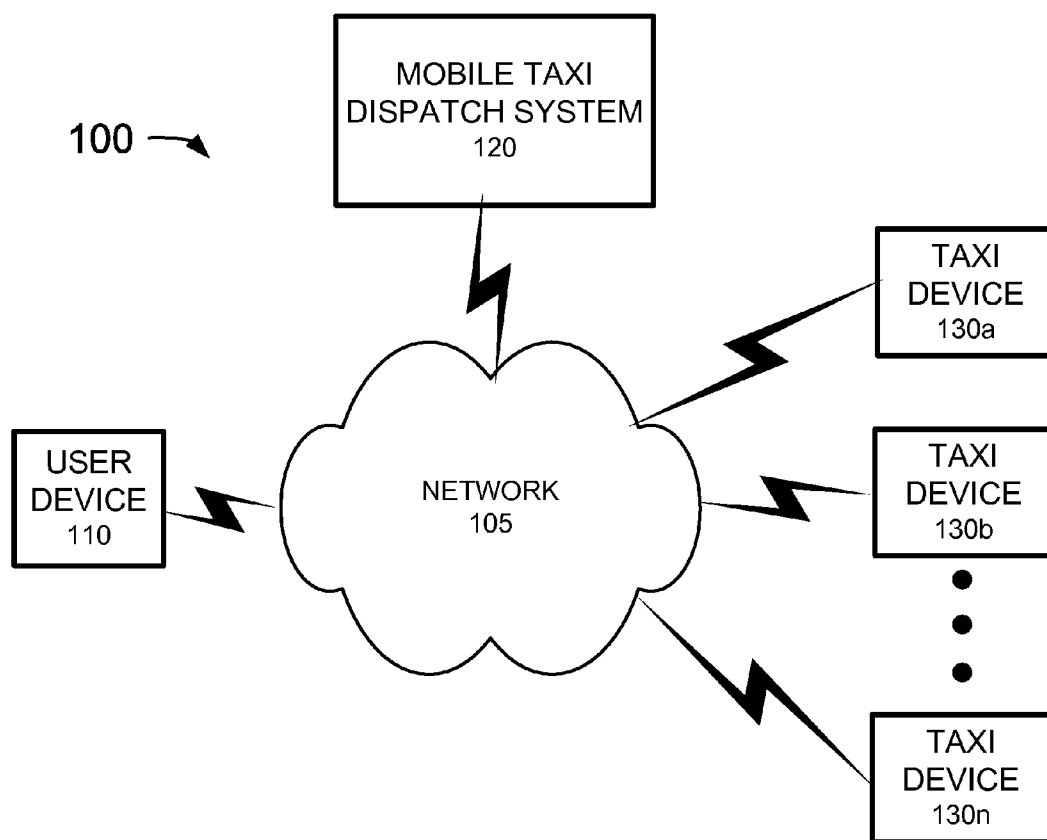 MOBILE TAXI
DISPATCH SYSTEM
120
100
TAXI
DEVICE
130a
USER
DEVICE
110
NETWORK
105
TAXI
DEVICE
130b
TAXI
DEVICE
130n